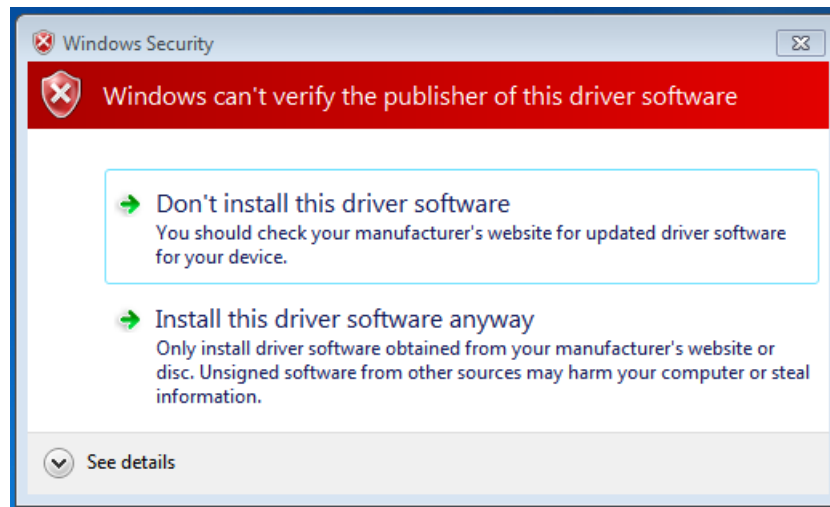 Windows Security
Windows can't verify the publisher of this driver software
Don't install this driver software
You should check your manufacturer's website for updated driver software
for your device.
Install this driver software anyway
Only install driver software obtained from your manufacturer's website or
disc. Unsigned software from other sources may harm your computer or steal
information.
See details